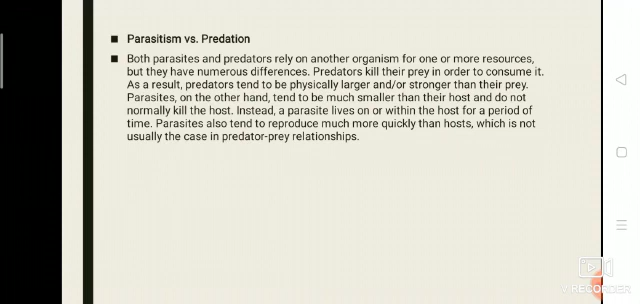 Parasitism vs. Predation
Both parasites and predators rely on another organism for one or more resources,
but they have numerous differences. Predators kill their prey in order to consume it.
As a result, predators tend to be physically larger and/or stronger than their prey.
Parasites, on the other hand, tend to be much smaller than their host and do not
normally kill the host. Instead, a parasite lives on or within the host for a period of
time. Parasites also tend to reproduce much more quickly than hosts, which is not
usually the case in predator-prey relationships.
V RECORDER